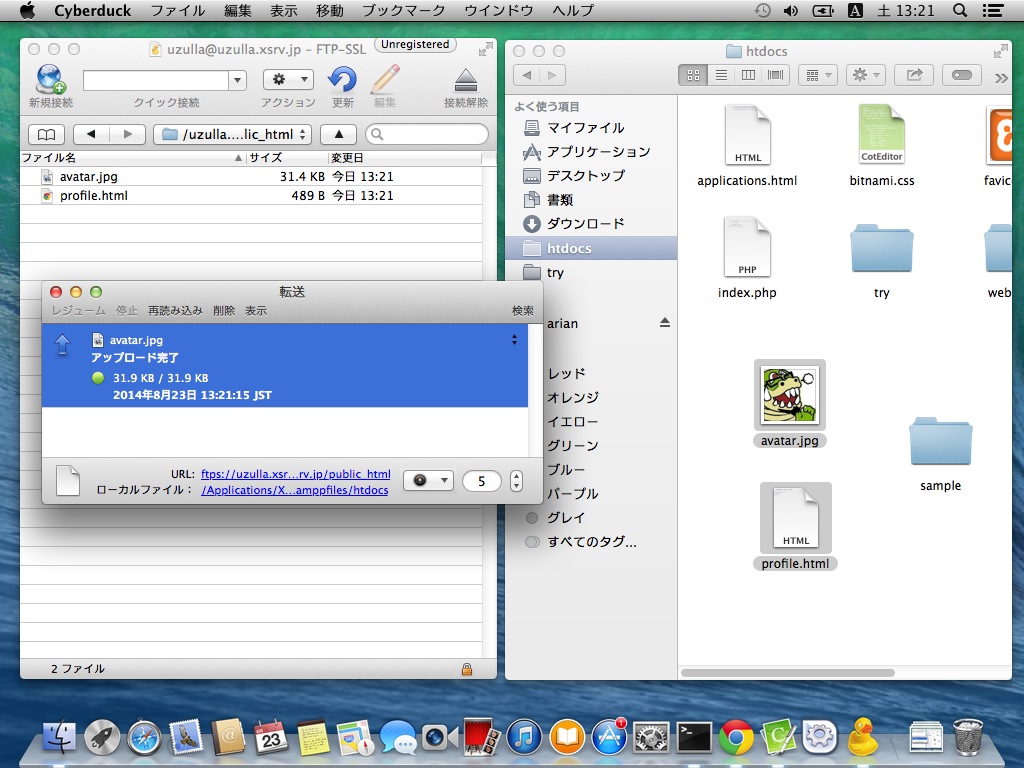 Cyberduck ファイル 編集 表示 移動 ブックマーク ウインドウ ヘルプ A 土 13:21
uzulla@uzulla.xsrv.jp – FTP-SSL Unregistered
新規接続 クイック接続 アクション 更新 編集 接続解除
/uzulla....lic_html
ファイル名 サイズ 変更日
avatar.jpg 31.4 KB 今日 13:21
profile.html 489 B 今日 13:21
2 ファイル
転送
レジューム 停止 再読み込み 削除 表示 検索
avatar.jpg
アップロード完了
31.9 KB / 31.9 KB
2014年8月23日 13:21:15 JST
URL: ftps://uzulla.xsr...rv.jp/public_html
ローカルファイル： /Applications/X...amppfiles/htdocs
5
htdocs
よく使う項目
マイファイル
アプリケーション
デスクトップ
書類
ダウンロード
htdocs
try
arian
レッド
オレンジ
イエロー
グリーン
ブルー
パープル
グレイ
すべてのタグ...
HTML
applications.html
CotEditor
bitnami.css
favic
PHP
index.php
try
web
avatar.jpg
sample
HTML
profile.html
23
1